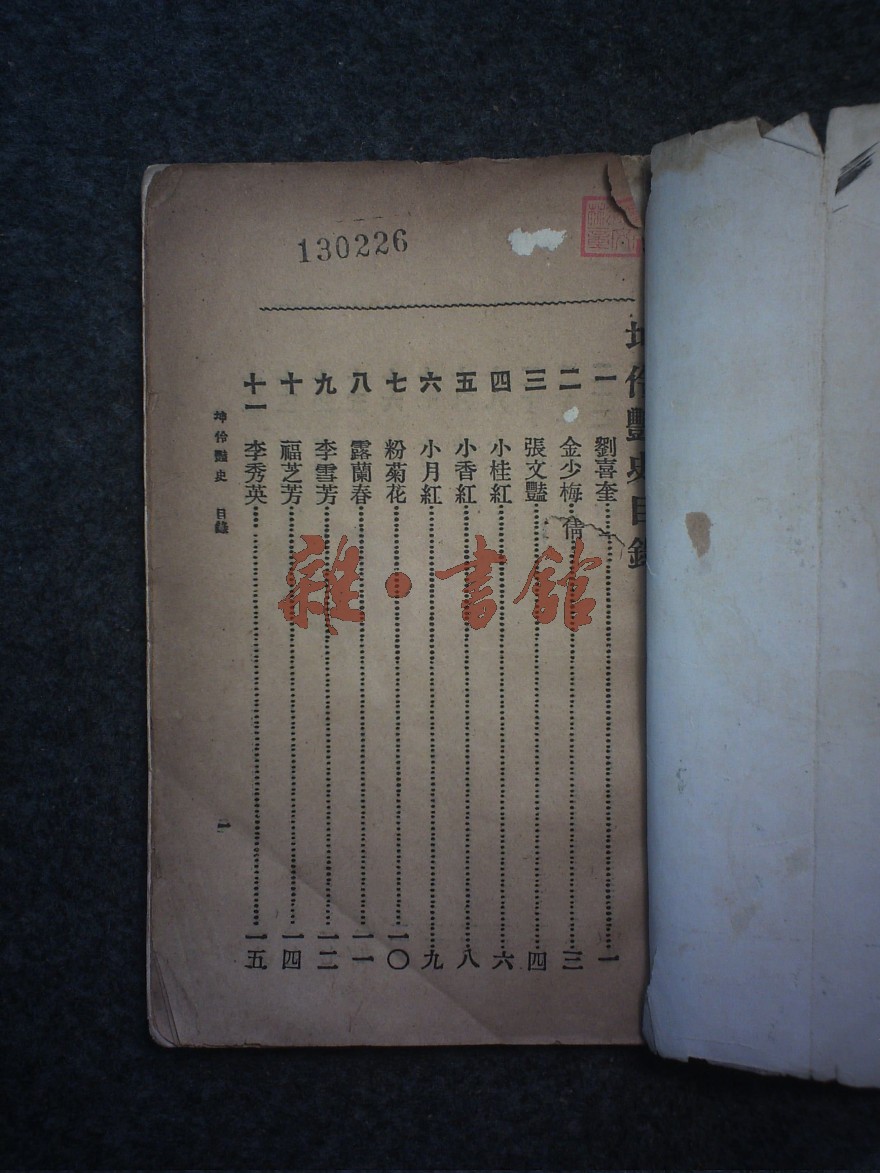 130226
坤伶豔史目錄
一 劉喜奎 一
二 金少梅 倩 三
三 張文豔 四
四 小桂紅 六
五 小香紅 八
六 小月紅 九
七 粉菊花 一〇
八 露蘭春 一一
九 李雪芳 一二
十 福芝芳 一四
十一 李秀英 一五
坤伶豔史 目錄
雜·書館